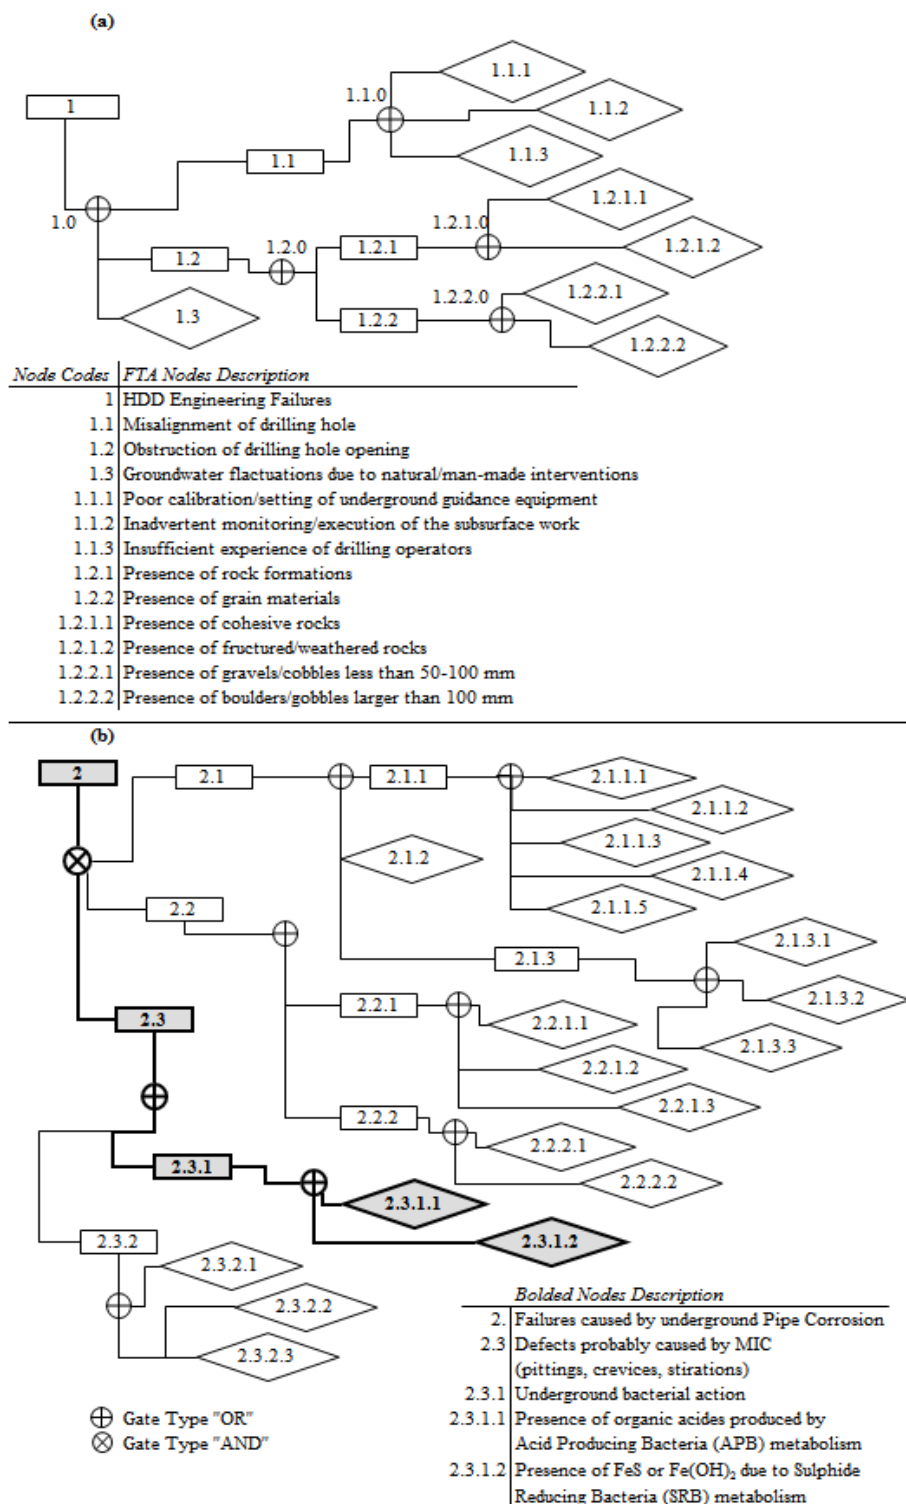 (a)
1
1.1.0
1.1.1
1.1.2
1.1
1.1.3
1.0
1.2.1.1
1.2.0
1.2.1
1.2.1.0
1.2.1.2
1.2
1.2.2.0
1.2.2.1
1.3
1.2.2
1.2.2.2
Node Codes FTA Nodes Description
1 HDD Engineering Failures
1.1 Misalignment of drilling hole
1.2 Obstruction of drilling hole opening
1.3 Groundwater flactuations due to natural/man-made interventions
1.1.1 Poor calibration/setting of underground guidance equipment
1.1.2 Inadvertent monitoring/execution of the subsurface work
1.1.3 Insufficient experience of drilling operators
1.2.1 Presence of rock formations
1.2.2 Presence of grain materials
1.2.1.1 Presence of cohesive rocks
1.2.1.2 Presence of fructured/weathered rocks
1.2.2.1 Presence of gravels/cobbles less than 50-100 mm
1.2.2.2 Presence of boulders/gobbles larger than 100 mm
(b)
2
2.1
2.1.1
2.1.1.1
2.1.1.2
2.1.1.3
2.1.2
2.1.1.4
2.1.1.5
2.2
2.1.3.1
2.1.3
2.1.3.2
2.2.1
2.3
2.2.1.1
2.1.3.3
2.2.1.2
2.2.1.3
2.2.2
2.2.2.1
2.3.1
2.2.2.2
2.3.1.1
2.3.2
2.3.1.2
2.3.2.1
2.3.2.2
2.3.2.3
Bolded Nodes Description
2. Failures caused by underground Pipe Corrosion
2.3 Defects probably caused by MIC
(pittings, crevices, stirations)
2.3.1 Underground bacterial action
2.3.1.1 Presence of organic acides produced by
Acid Producing Bacteria (APB) metabolism
2.3.1.2 Presence of FeS or Fe(OH)₂ due to Sulphide
Reducing Bacteria (SRB) metabolism
Gate Type "OR"
Gate Type "AND"